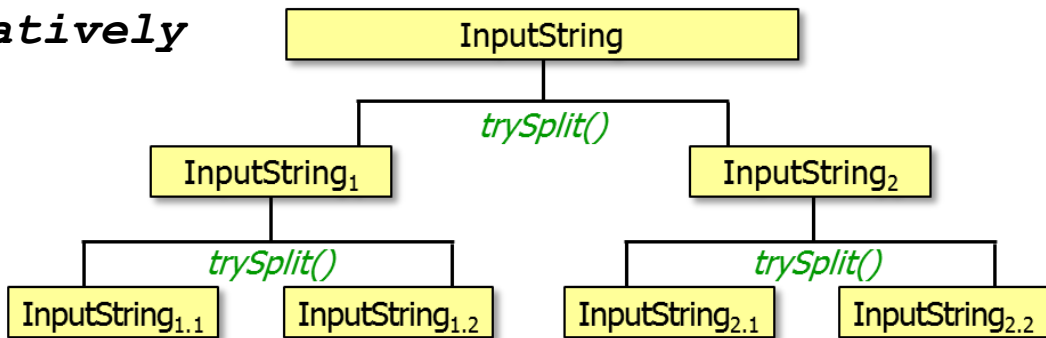 atively
InputString
trySplit()
InputString₁ InputString₂
trySplit() trySplit()
InputString₁.₁ InputString₁.₂ InputString₂.₁ InputString₂.₂